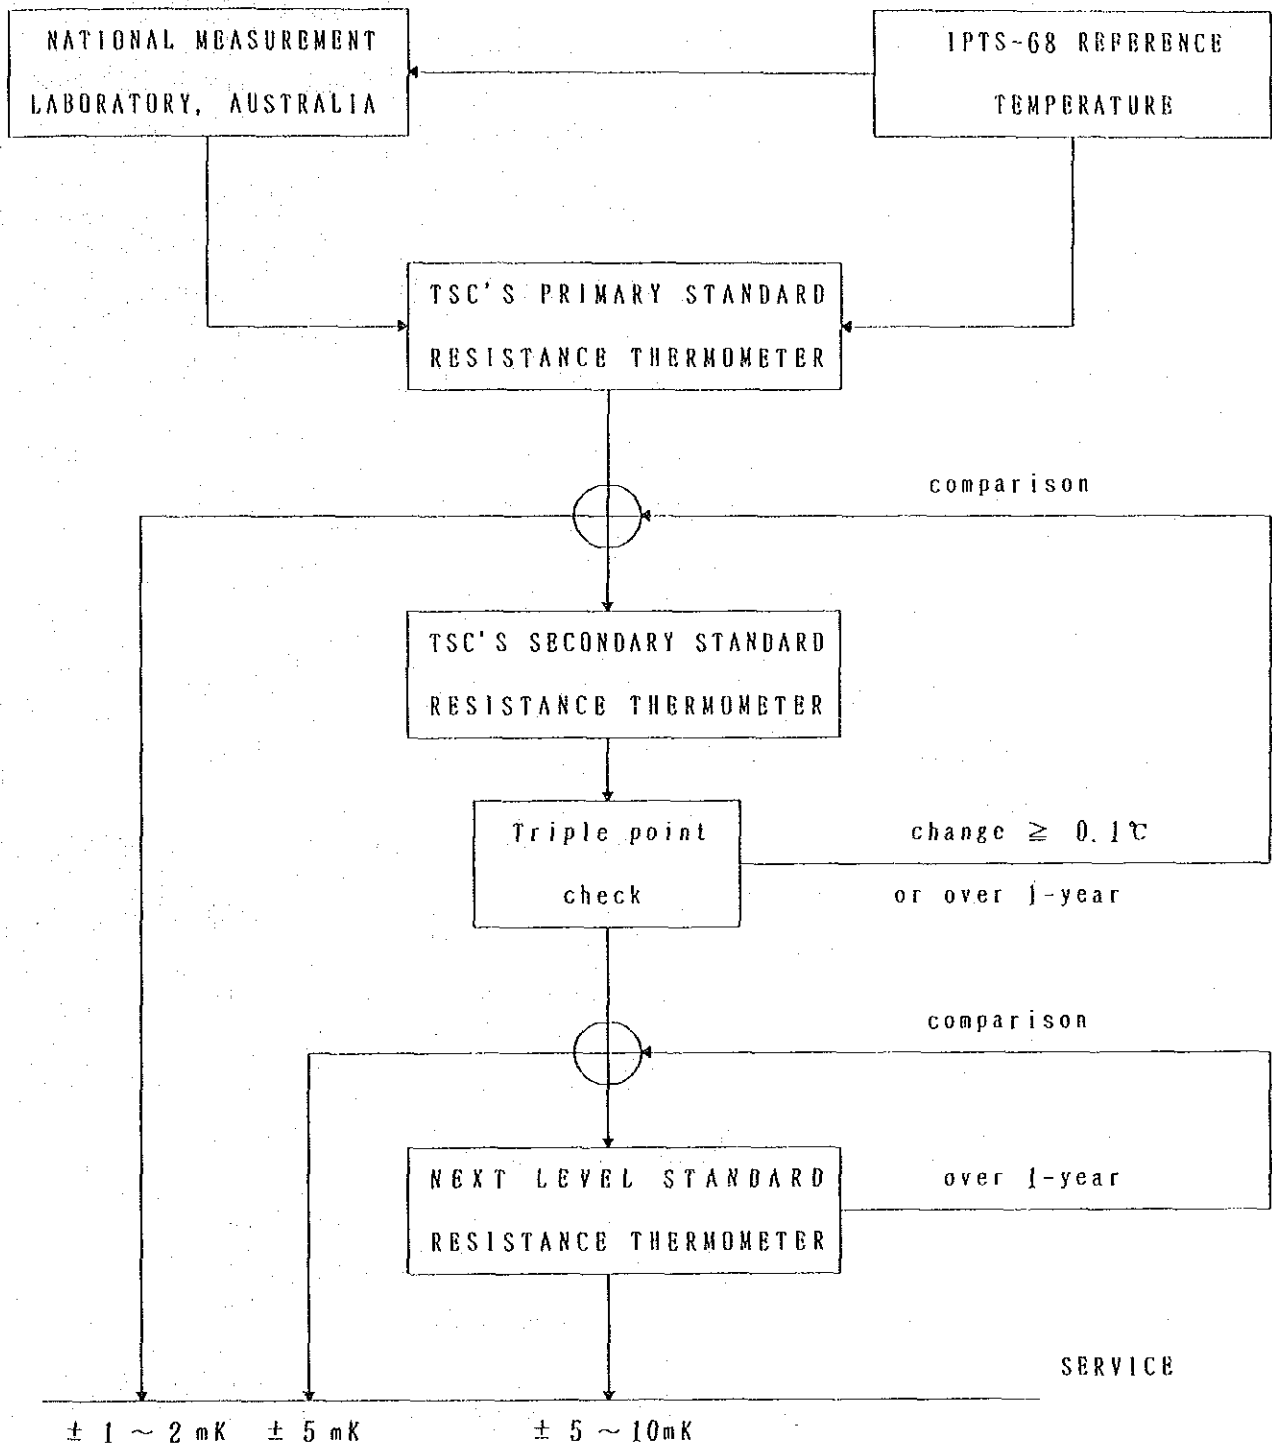 NATIONAL MEASUREMENT
LABORATORY, AUSTRALIA
IPTS-68 REFERENCE
TEMPERATURE
TSC'S PRIMARY STANDARD
RESISTANCE THERMOMETER
comparison
TSC'S SECONDARY STANDARD
RESISTANCE THERMOMETER
Triple point
check
change ≧ 0.1℃
or over 1-year
comparison
NEXT LEVEL STANDARD
RESISTANCE THERMOMETER
over 1-year
SERVICE
± 1 ~ 2 mK ± 5 mK ± 5 ~ 10mK